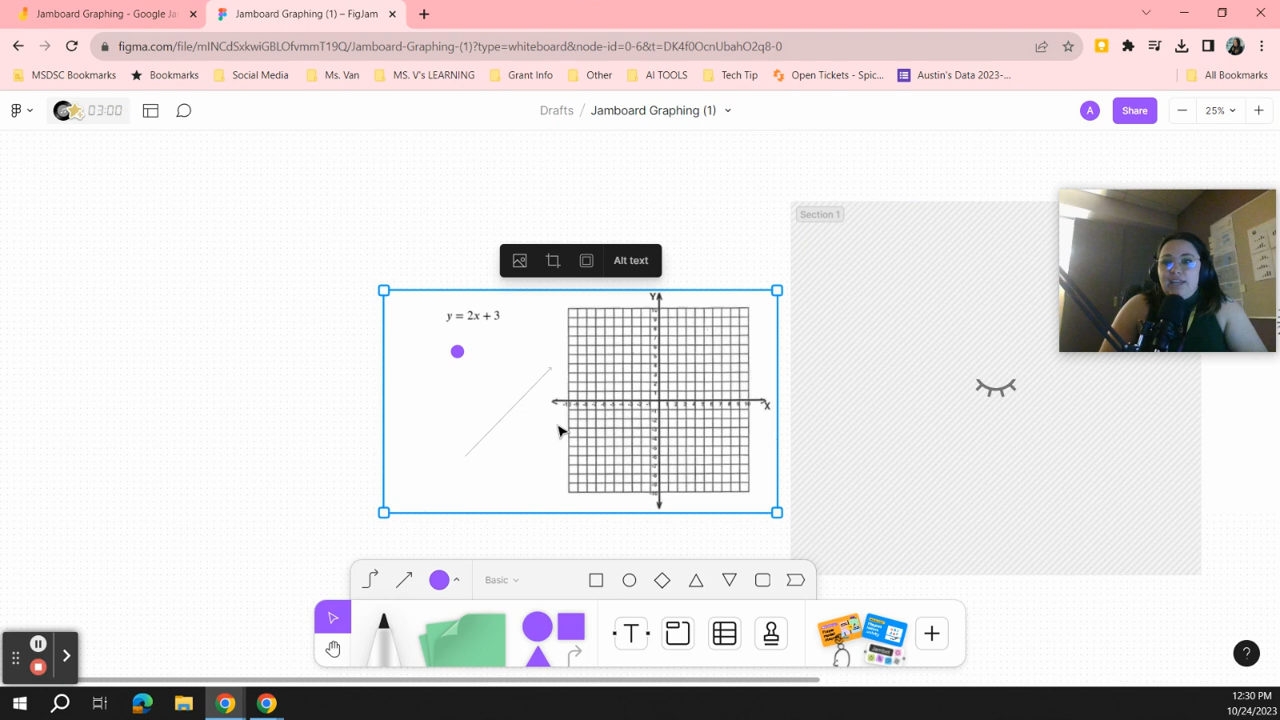 Jamboard Graphing - Google Ja
Jamboard Graphing (1) – FigJam
figma.com/file/mINCdSxkwiGBLOfvmmT19Q/Jamboard-Graphing-(1)?type=whiteboard&node-id=0-6&t=DK4f0OcnUbahO2q8-0
MSDSC Bookmarks
Bookmarks
Social Media
Ms. Van
MS. V's LEARNING
Grant Info
Other
AI TOOLS
Tech Tip
Open Tickets - Spic...
Austin's Data 2023-...
All Bookmarks
03:00
Drafts / Jamboard Graphing (1)
A
Share
25%
Section 1
Alt text
y = 2x + 3
Y
X
Basic
T
?
12:30 PM
10/24/2023